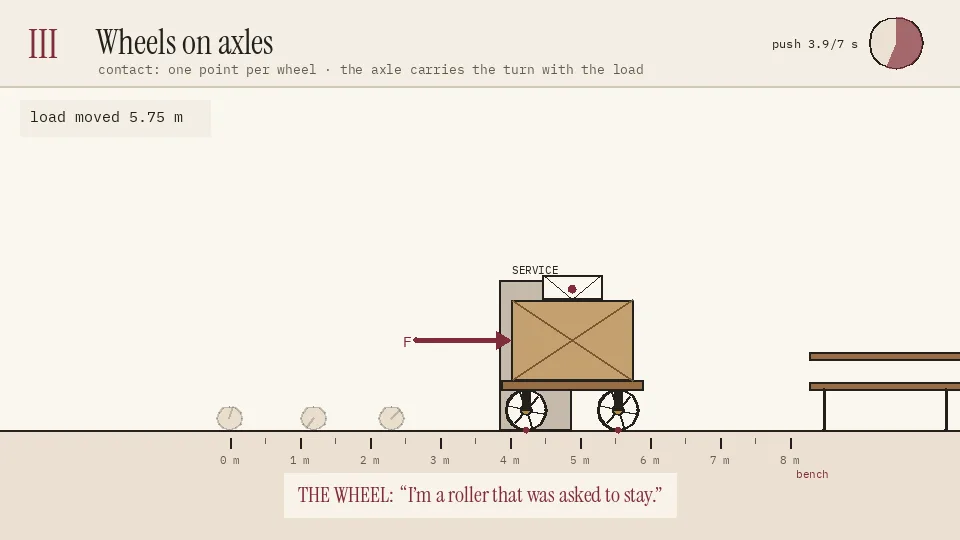 III
Wheels on axles
contact: one point per wheel · the axle carries the turn with the load
push 3.9/7 s
load moved 5.75 m
SERVICE
F
0 m
1 m
2 m
3 m
4 m
5 m
6 m
7 m
8 m
bench
THE WHEEL: “I’m a roller that was asked to stay.”